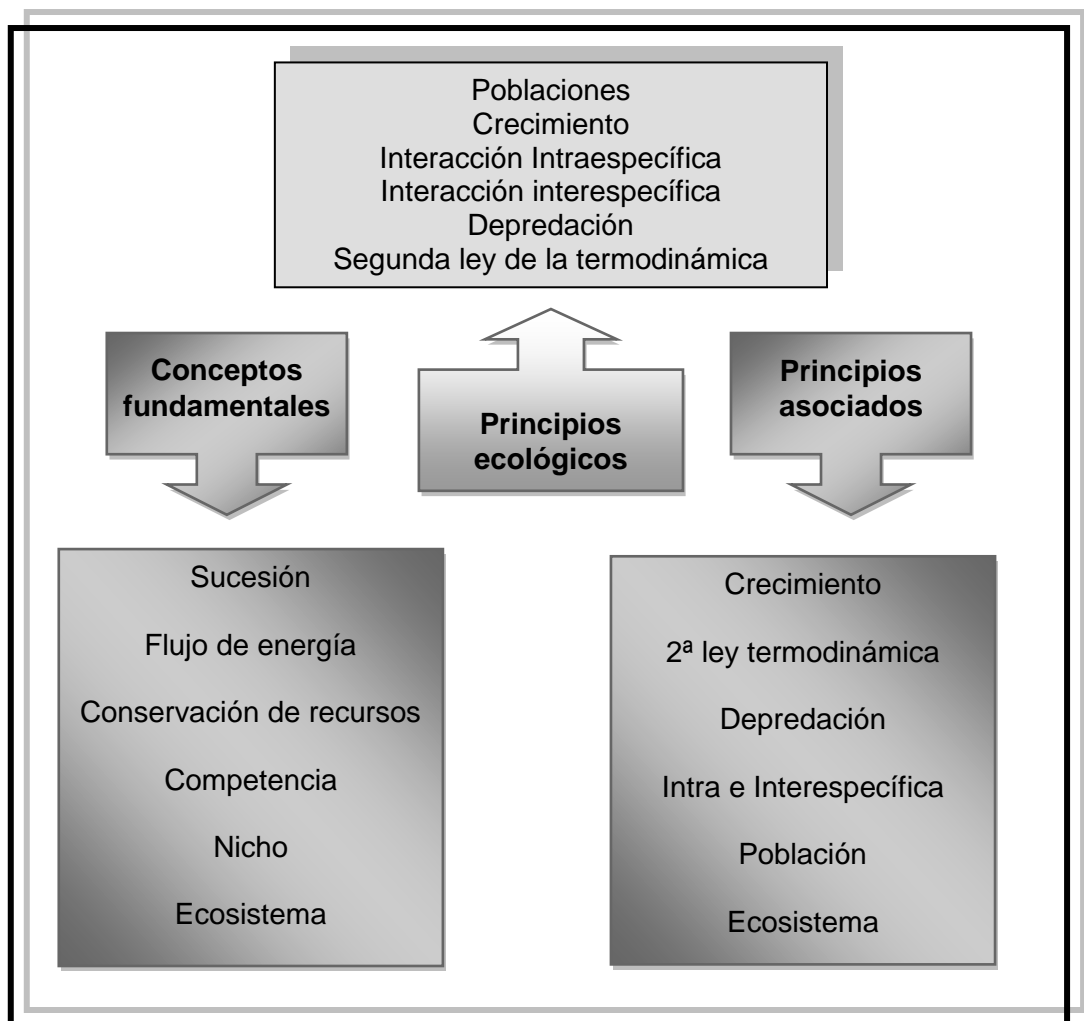 Poblaciones
Crecimiento
Interacción Intraespecífica
Interacción interespecífica
Depredación
Segunda ley de la termodinámica
Conceptos
fundamentales
Principios
ecológicos
Principios
asociados
Sucesión
Flujo de energía
Conservación de recursos
Competencia
Nicho
Ecosistema
Crecimiento
2ª ley termodinámica
Depredación
Intra e Interespecífica
Población
Ecosistema